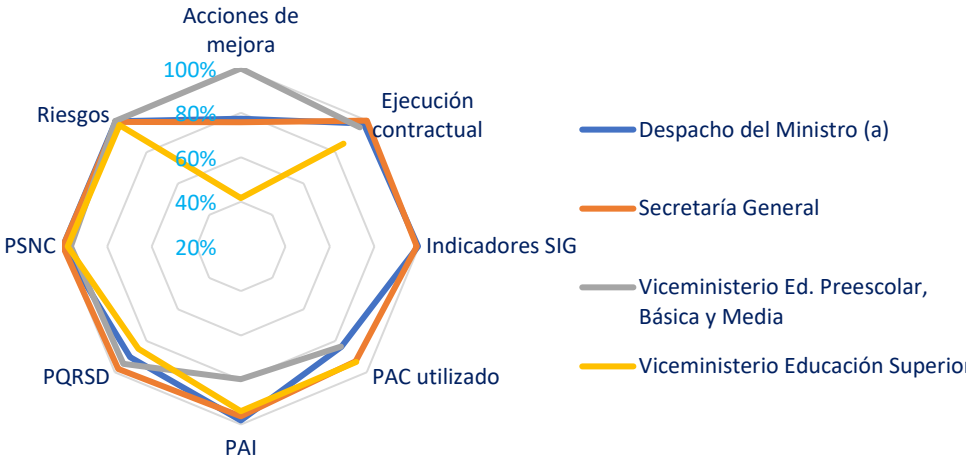 Acciones de
mejora
100%
80%
60%
40%
20%
Ejecución
contractual
Indicadores SIG
PAC utilizado
PAI
PQRSD
PSNC
Riesgos
Despacho del Ministro (a)
Secretaría General
Viceministerio Ed. Preescolar,
Básica y Media
Viceministerio Educación Superior